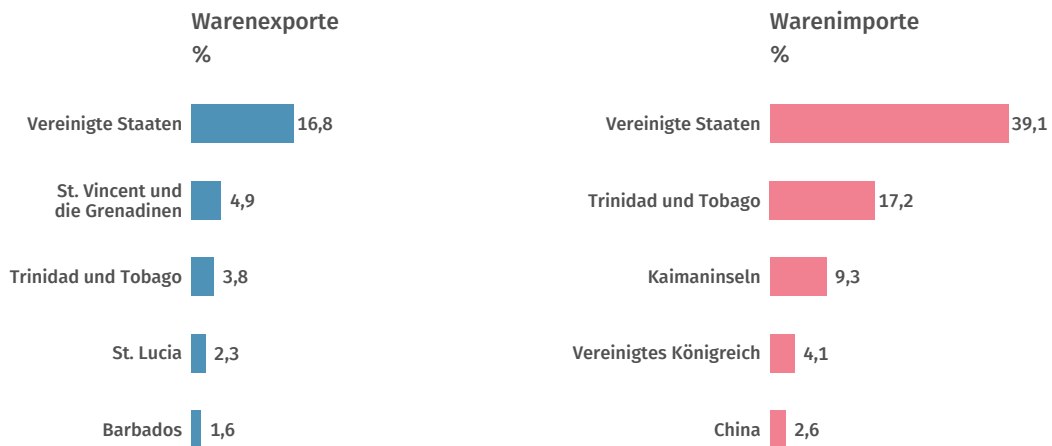 Warenexporte
%
Vereinigte Staaten 16,8
St. Vincent und
die Grenadinen 4,9
Trinidad und Tobago 3,8
St. Lucia 2,3
Barbados 1,6
Warenimporte
%
Vereinigte Staaten 39,1
Trinidad und Tobago 17,2
Kaimaninseln 9,3
Vereinigtes Königreich 4,1
China 2,6